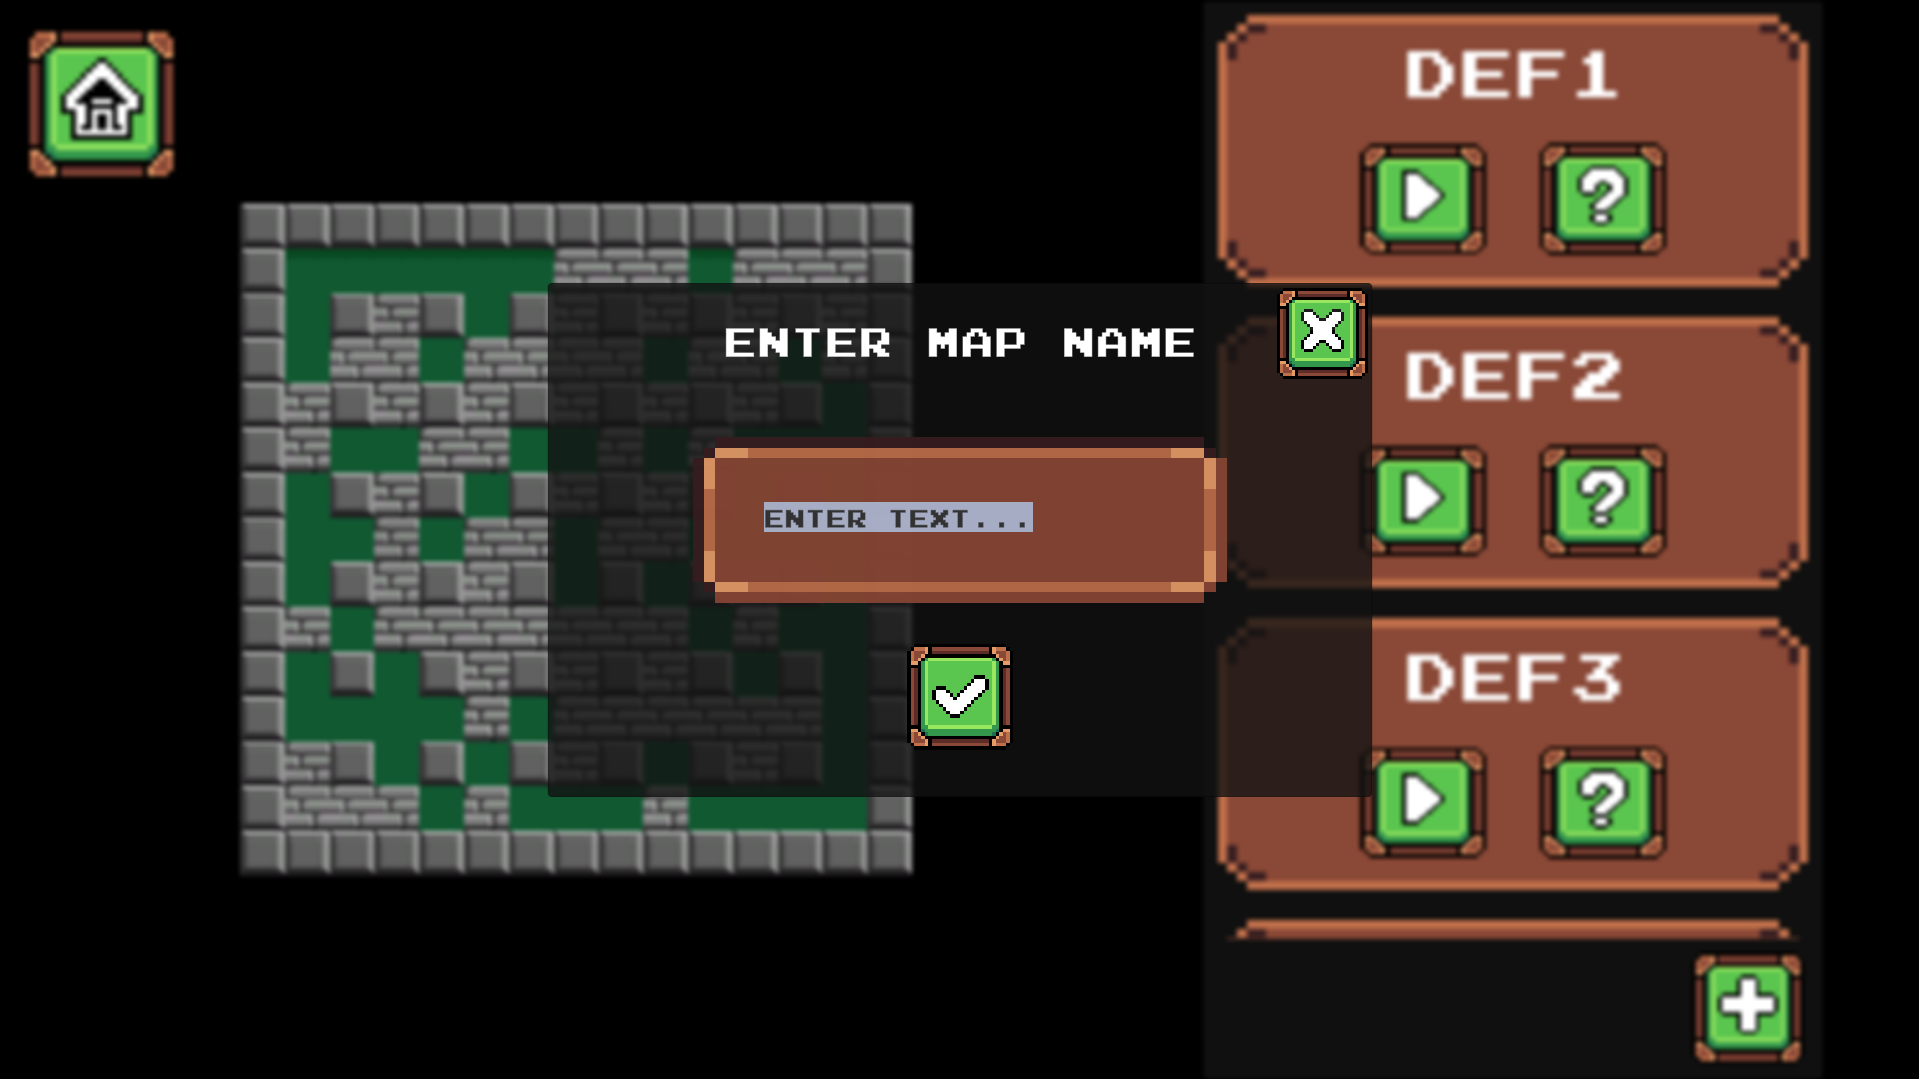 DEF1
?
ENTER MAP NAME
DEF2
?
ENTER TEXT...
DEF3
?